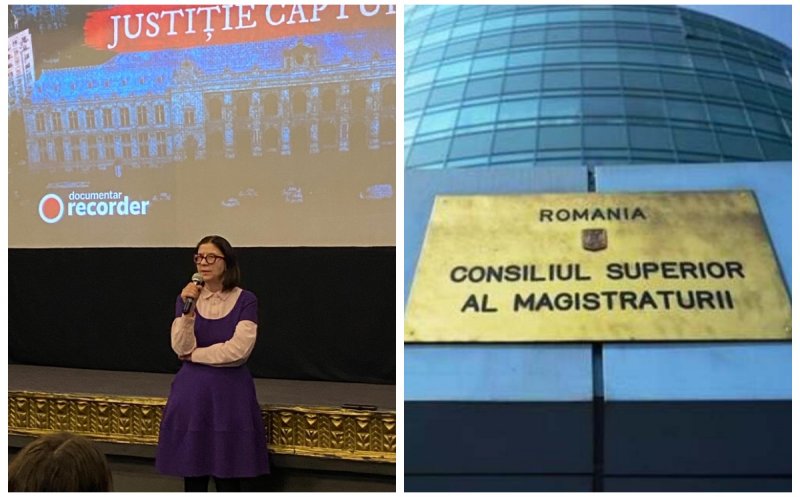 JUSTIȚIE CAPTU
documentar
recorder
ROMANIA
CONSILIUL SUPERIOR
AL MAGISTRATURII